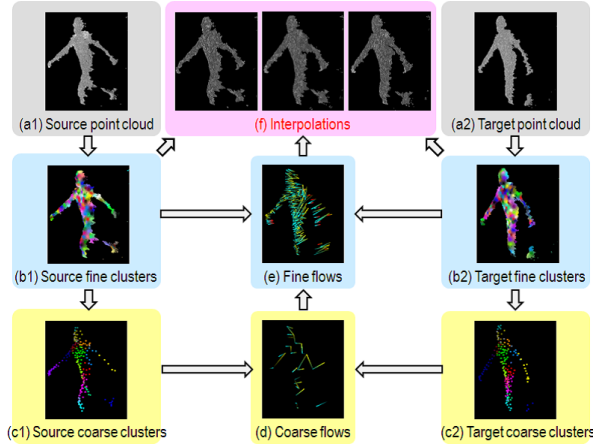 (a1) Source point cloud
(f) Interpolations
(a2) Target point cloud
(b1) Source fine clusters
(e) Fine flows
(b2) Target fine clusters
(c1) Source coarse clusters
(d) Coarse flows
(c2) Target coarse clusters